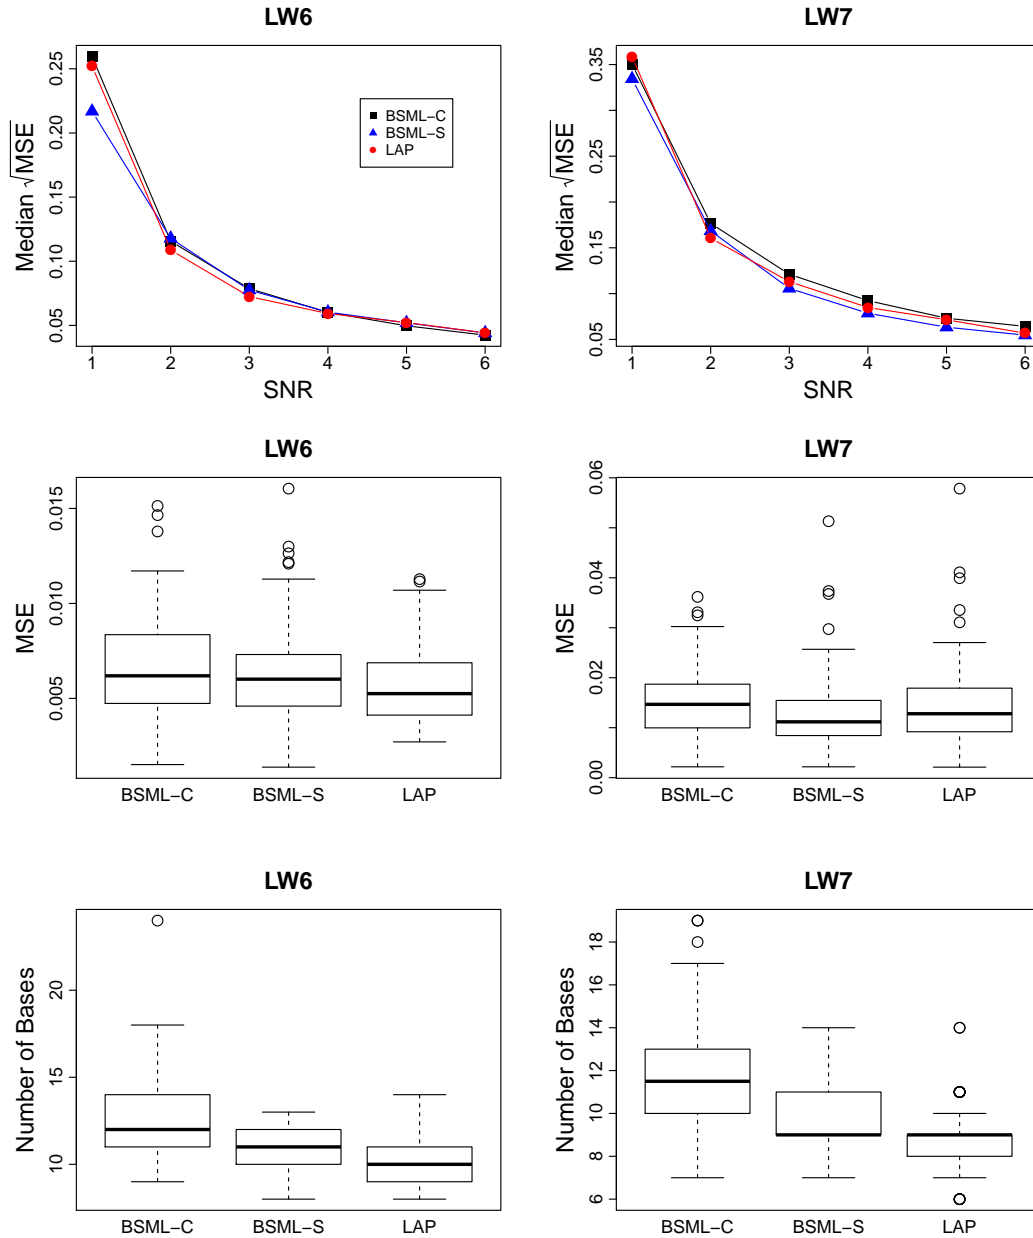 LW6
Median √MSE
0.05 0.10 0.15 0.20 0.25
BSML−C
BSML−S
LAP
1 2 3 4 5 6
SNR
LW7
Median √MSE
0.05 0.15 0.25 0.35
1 2 3 4 5 6
SNR
LW6
MSE
0.005 0.010 0.015
BSML−C BSML−S LAP
LW7
MSE
0.00 0.02 0.04 0.06
BSML−C BSML−S LAP
LW6
Number of Bases
10 15 20
BSML−C BSML−S LAP
LW7
Number of Bases
6 8 10 12 14 16 18
BSML−C BSML−S LAP